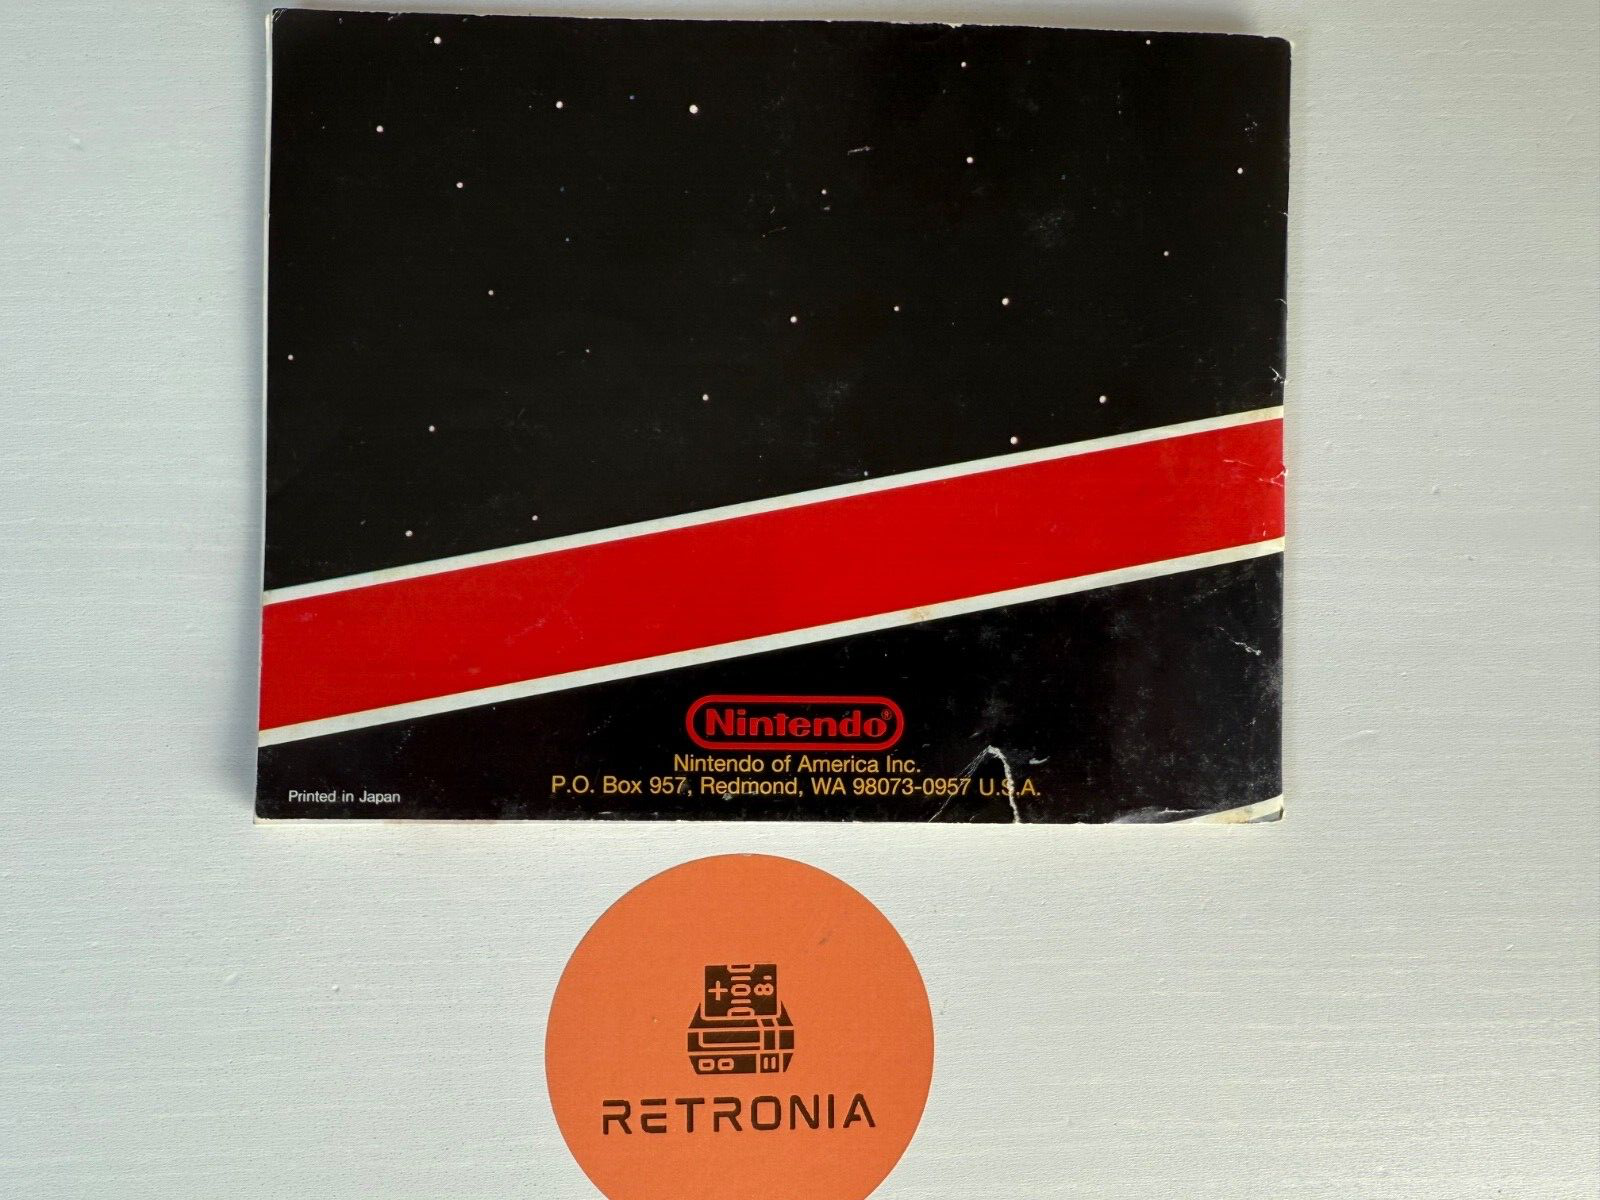 Nintendo®
Nintendo of America Inc.
P.O. Box 957, Redmond, WA 98073-0957 U.S.A.
Printed in Japan
RETRONIA